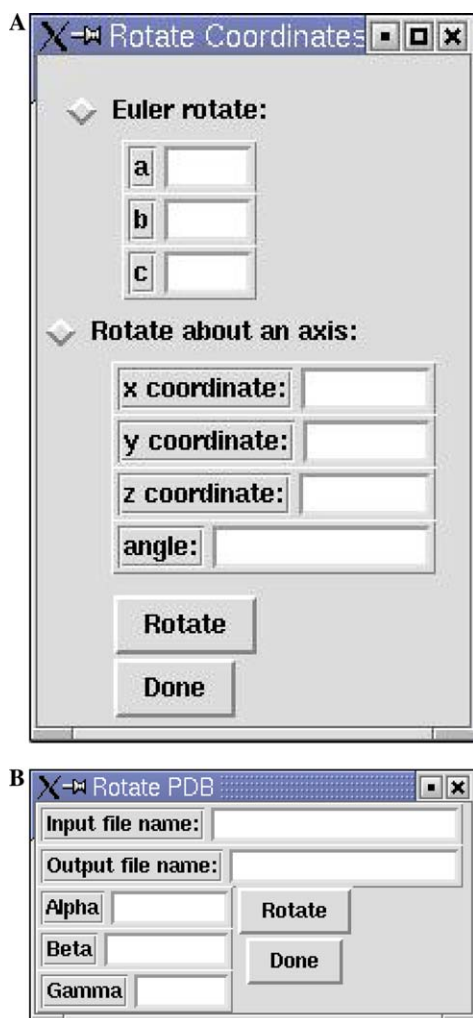 A
Rotate Coordinates
Euler rotate:
a
b
c
Rotate about an axis:
x coordinate:
y coordinate:
z coordinate:
angle:
Rotate
Done
B
Rotate PDB
Input file name:
Output file name:
Alpha
Rotate
Beta
Done
Gamma